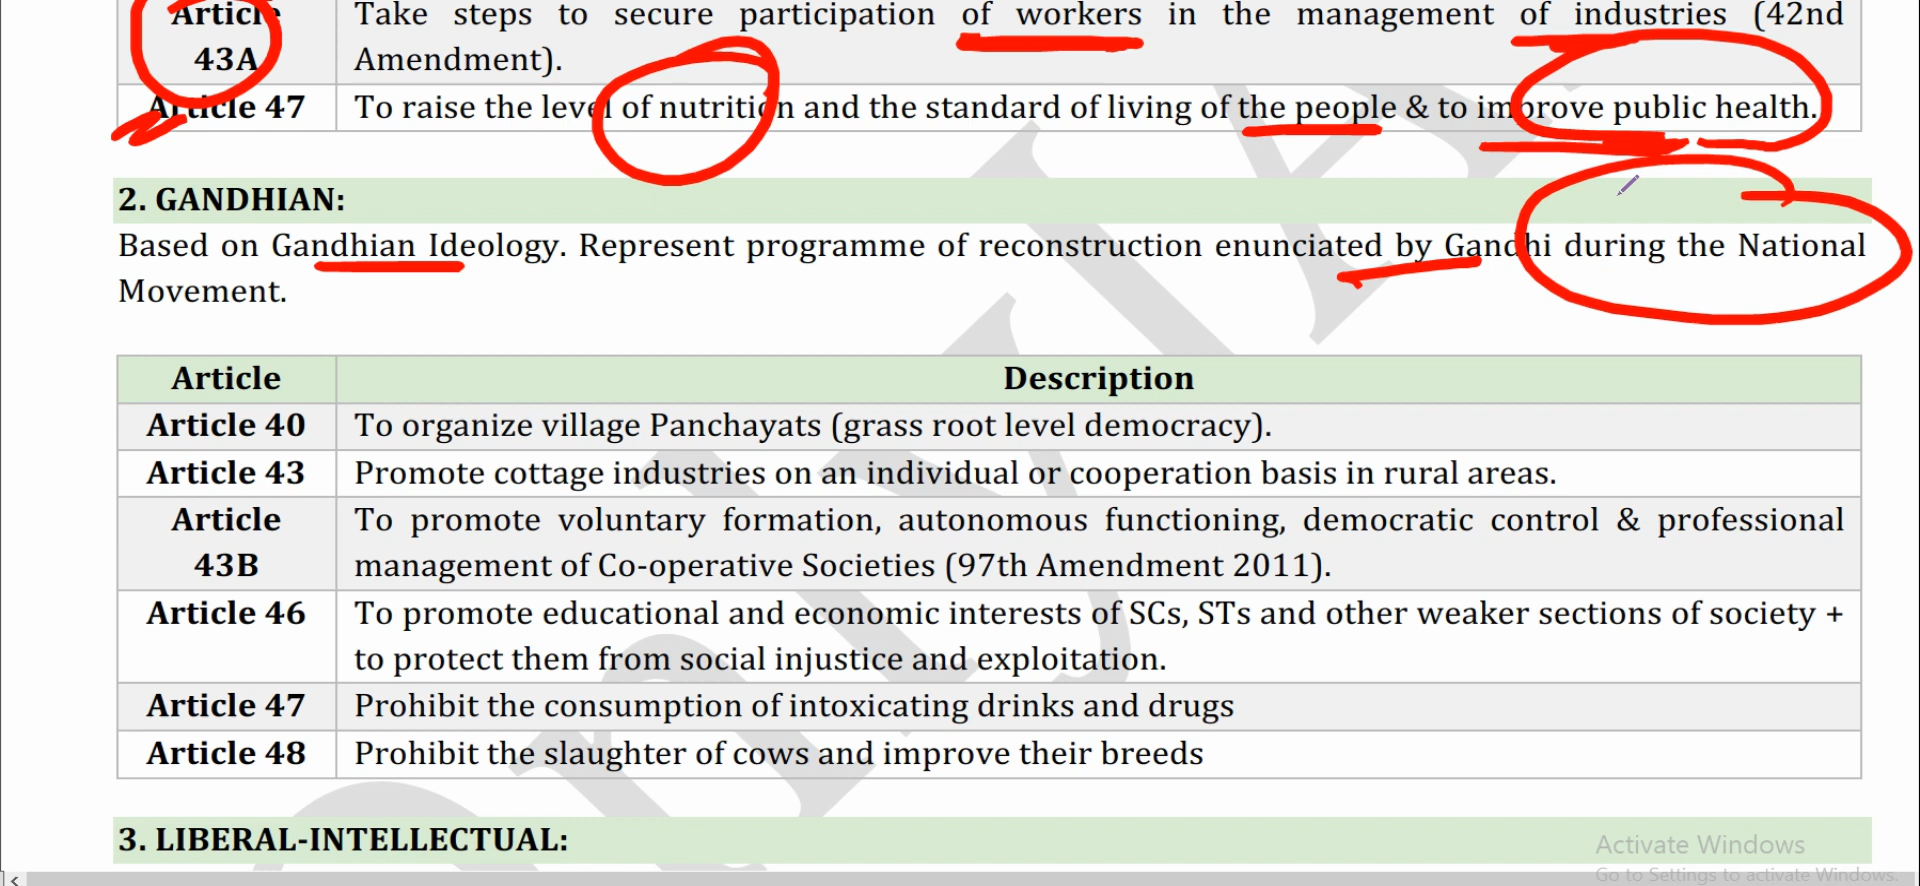 Article Take steps to secure participation of workers in the management of industries (42nd
43A Amendment).
Article 47 To raise the level of nutrition and the standard of living of the people & to improve public health.
2. GANDHIAN:
Based on Gandhian Ideology. Represent programme of reconstruction enunciated by Gandhi during the National
Movement.
Article Description
Article 40 To organize village Panchayats (grass root level democracy).
Article 43 Promote cottage industries on an individual or cooperation basis in rural areas.
Article To promote voluntary formation, autonomous functioning, democratic control & professional
43B management of Co-operative Societies (97th Amendment 2011).
Article 46 To promote educational and economic interests of SCs, STs and other weaker sections of society +
to protect them from social injustice and exploitation.
Article 47 Prohibit the consumption of intoxicating drinks and drugs
Article 48 Prohibit the slaughter of cows and improve their breeds
3. LIBERAL-INTELLECTUAL:
Activate Windows
Go to Settings to activate Windows.